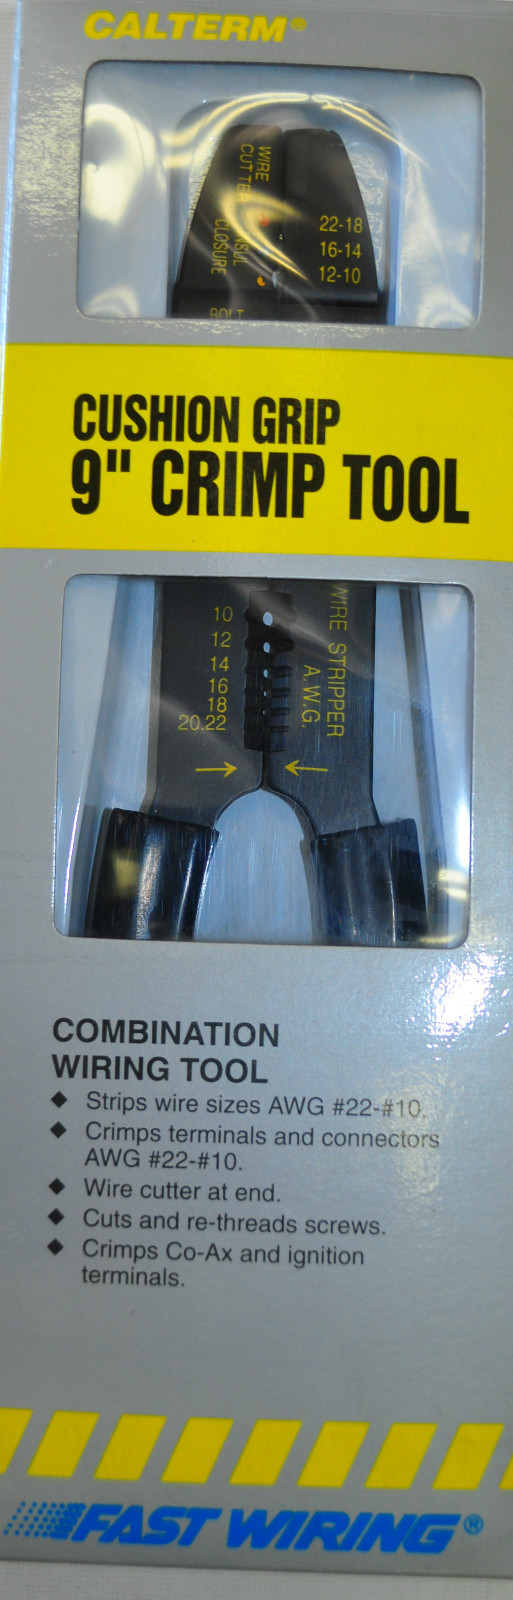 CALTERM®
WIRE
CUTTER
INSUL
CLOSURE
BOLT
22-18
16-14
12-10
CUSHION GRIP
9" CRIMP TOOL
10
12
14
16
18
20.22
WIRE STRIPPER
A.W.G.
COMBINATION
WIRING TOOL
◆ Strips wire sizes AWG #22-#10.
◆ Crimps terminals and connectors
AWG #22-#10.
◆ Wire cutter at end.
◆ Cuts and re-threads screws.
◆ Crimps Co-Ax and ignition
terminals.
FAST WIRING®